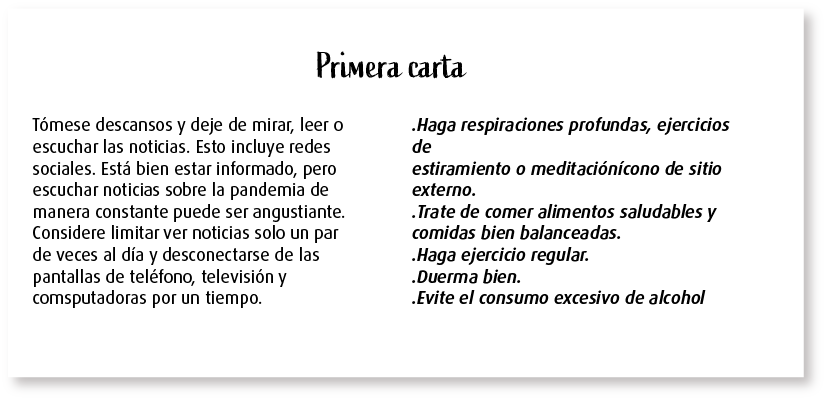 Primera carta
Tómese descansos y deje de mirar, leer o
escuchar las noticias. Esto incluye redes
sociales. Está bien estar informado, pero
escuchar noticias sobre la pandemia de
manera constante puede ser angustiante.
Considere limitar ver noticias solo un par
de veces al día y desconectarse de las
pantallas de teléfono, televisión y
comsputadoras por un tiempo.
.Haga respiraciones profundas, ejercicios
de
estiramiento o meditaciónícono de sitio
externo.
.Trate de comer alimentos saludables y
comidas bien balanceadas.
.Haga ejercicio regular.
.Duerma bien.
.Evite el consumo excesivo de alcohol